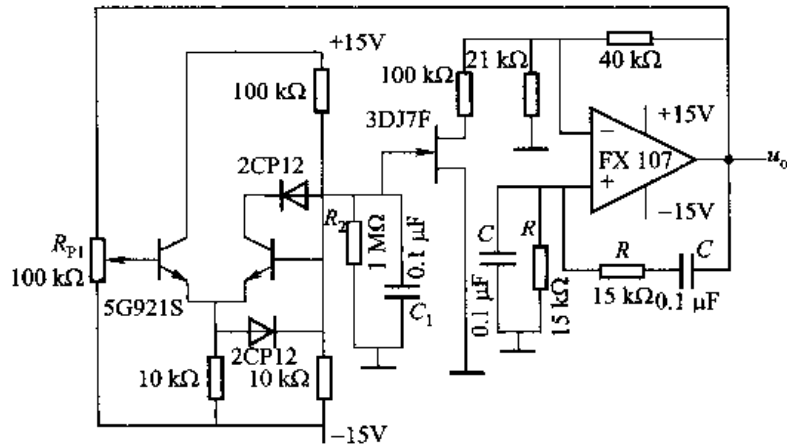 +15V
100 kΩ
100 kΩ
21 kΩ
40 kΩ
3DJ7F
+15V
FX 107
−
+
−15V
u_o
2CP12
R_2
1 MΩ
0.1 μF
C_1
R_P1
100 kΩ
5G921S
2CP12
10 kΩ
10 kΩ
−15V
C
0.1 μF
R
15 kΩ
R
15 kΩ
C
0.1 μF